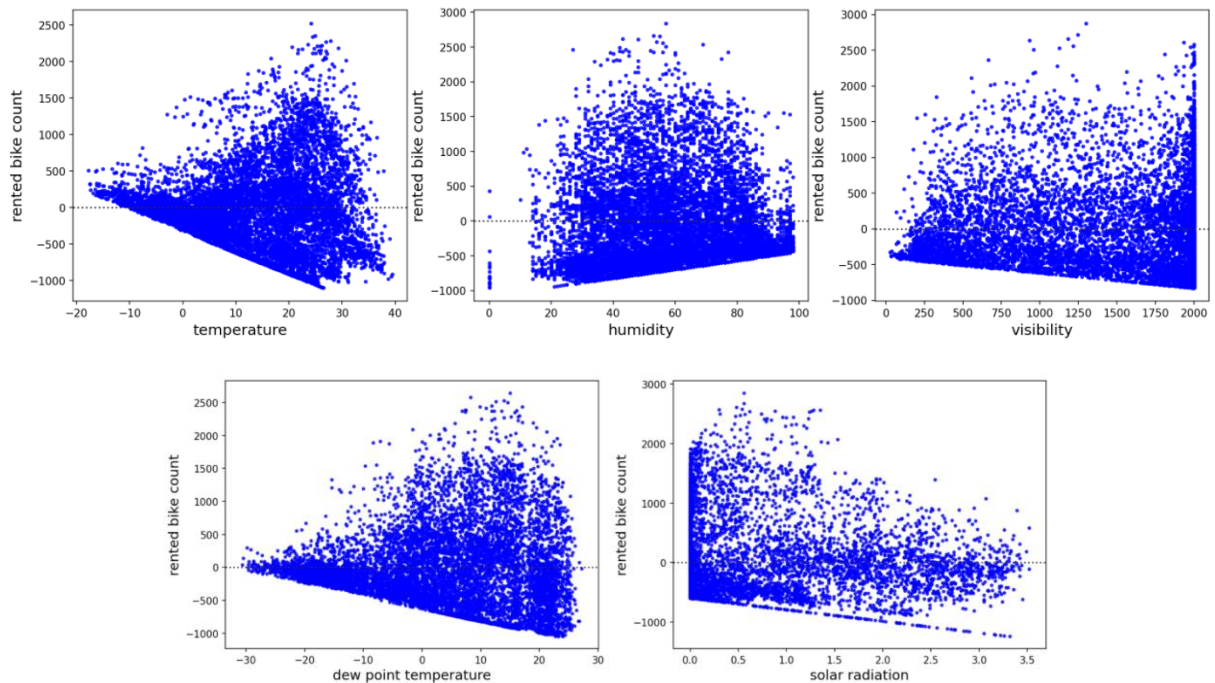 2500
2000
1500
1000
500
0
−500
−1000
−20 −10 0 10 20 30 40
temperature
rented bike count
3000
2500
2000
1500
1000
500
0
−500
−1000
0 20 40 60 80 100
humidity
rented bike count
3000
2500
2000
1500
1000
500
0
−500
−1000
0 250 500 750 1000 1250 1500 1750 2000
visibility
rented bike count
2500
2000
1500
1000
500
0
−500
−1000
−30 −20 −10 0 10 20 30
dew point temperature
rented bike count
3000
2000
1000
0
−1000
0.0 0.5 1.0 1.5 2.0 2.5 3.0 3.5
solar radiation
rented bike count